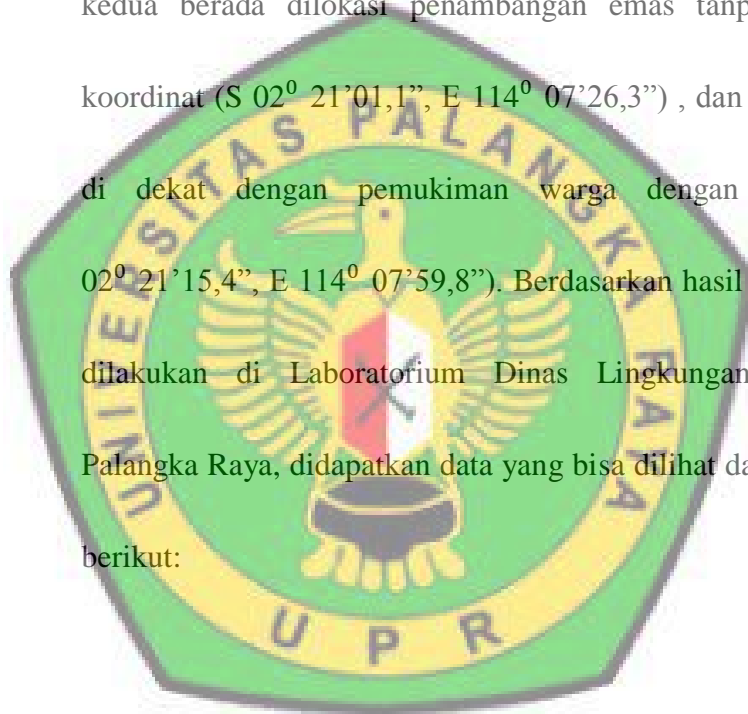 kedua berada dilokasi penambangan emas tanp
koordinat (S 02⁰ 21’01,1”, E 114⁰ 07’26,3”) , dan
di dekat dengan pemukiman warga dengan
02⁰ 21’15,4”, E 114⁰ 07’59,8”). Berdasarkan hasil
dilakukan di Laboratorium Dinas Lingkungan
Palangka Raya, didapatkan data yang bisa dilihat da
berikut:
UNIVERSITAS PALANGKA RAYA
UPR